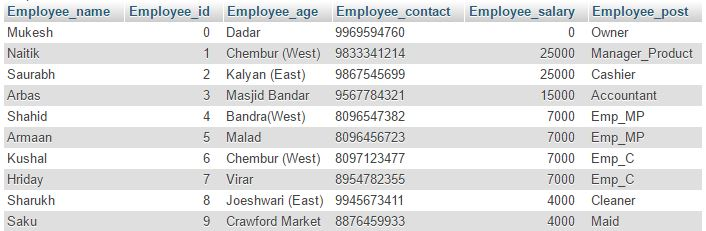 Employee_name Employee_id Employee_age Employee_contact Employee_salary Employee_post
Mukesh 0 Dadar 9969594760 0 Owner
Naitik 1 Chembur (West) 9833341214 25000 Manager_Product
Saurabh 2 Kalyan (East) 9867545699 25000 Cashier
Arbas 3 Masjid Bandar 9567784321 15000 Accountant
Shahid 4 Bandra(West) 8096547382 7000 Emp_MP
Armaan 5 Malad 8096456723 7000 Emp_MP
Kushal 6 Chembur (West) 8097123477 7000 Emp_C
Hriday 7 Virar 8954782355 7000 Emp_C
Sharukh 8 Joeshwari (East) 9945673411 4000 Cleaner
Saku 9 Crawford Market 8876459933 4000 Maid